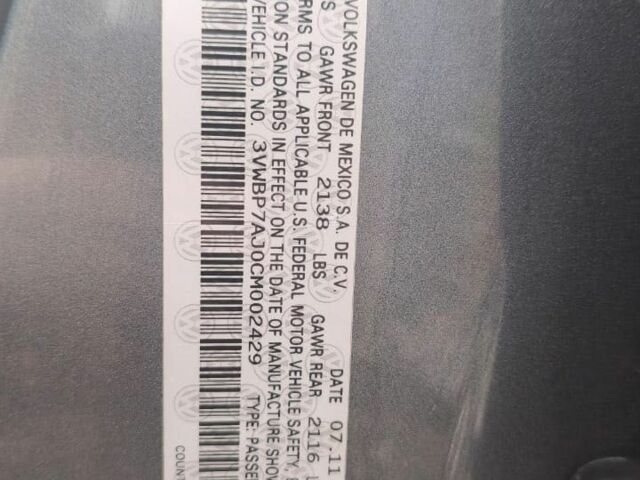 VOLKSWAGEN DE MEXICO S.A. DE C.V. DATE 07.11
S GAWR FRONT 2138 LBS GAWR REAR 2116 L
RMS TO ALL APPLICABLE U.S. FEDERAL MOTOR VEHICLE SAFETY,
ON STANDARDS IN EFFECT ON THE DATE OF MANUFACTURE SHOW
VEHICLE I.D. NO. 3VWBP7AJ0CM002429 TYPE: PASSE
COUNT